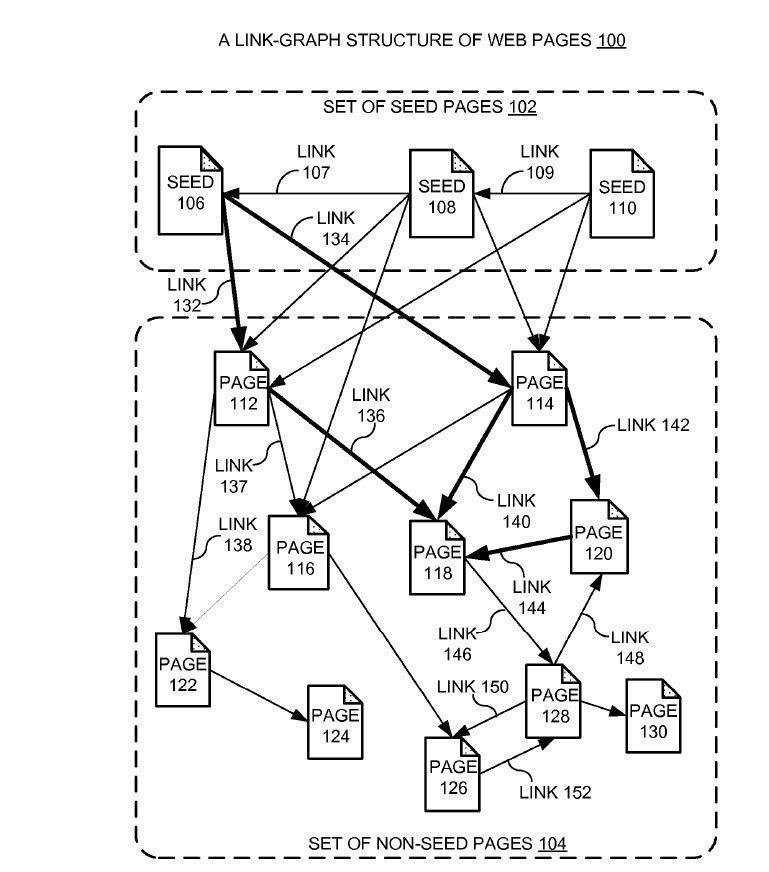 A LINK-GRAPH STRUCTURE OF WEB PAGES 100
SET OF SEED PAGES 102
SEED
106
LINK
107
SEED
108
LINK
109
SEED
110
LINK
134
LINK
132
PAGE
112
LINK
136
PAGE
114
LINK 142
LINK
137
LINK
138
PAGE
116
PAGE
118
LINK
140
PAGE
120
LINK
144
LINK
146
LINK
148
PAGE
122
PAGE
124
LINK 150
PAGE
128
PAGE
130
PAGE
126
LINK 152
SET OF NON-SEED PAGES 104